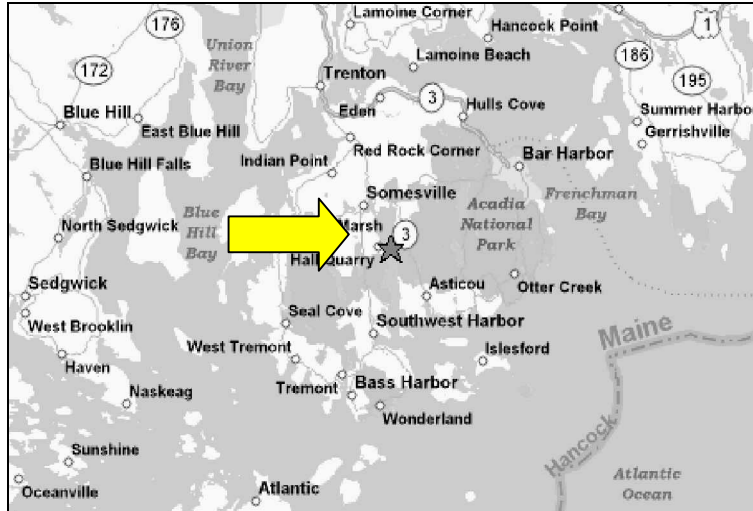 Lamoine Corner
Hancock Point
1
176
Union
River
Bay
Lamoine Beach
186
172
Trenton
195
Eden
3
Hulls Cove
Summer Harbo
Blue Hill
East Blue Hill
Gerrishville
Red Rock Corner
Indian Point
Bar Harbor
Blue Hill Falls
Somesville
Acadia
National
Park
Frenchman
Bay
Blue
Hill
Bay
North Sedgwick
Marsh
3
Hall Quarry
Sedgwick
Asticou
Otter Creek
West Brooklin
Seal Cove
Southwest Harbor
Maine
West Tremont
Islesford
Haven
Tremont
Bass Harbor
Naskeag
Wonderland
Sunshine
Hancock
Oceanville
Atlantic
Atlantic
Ocean